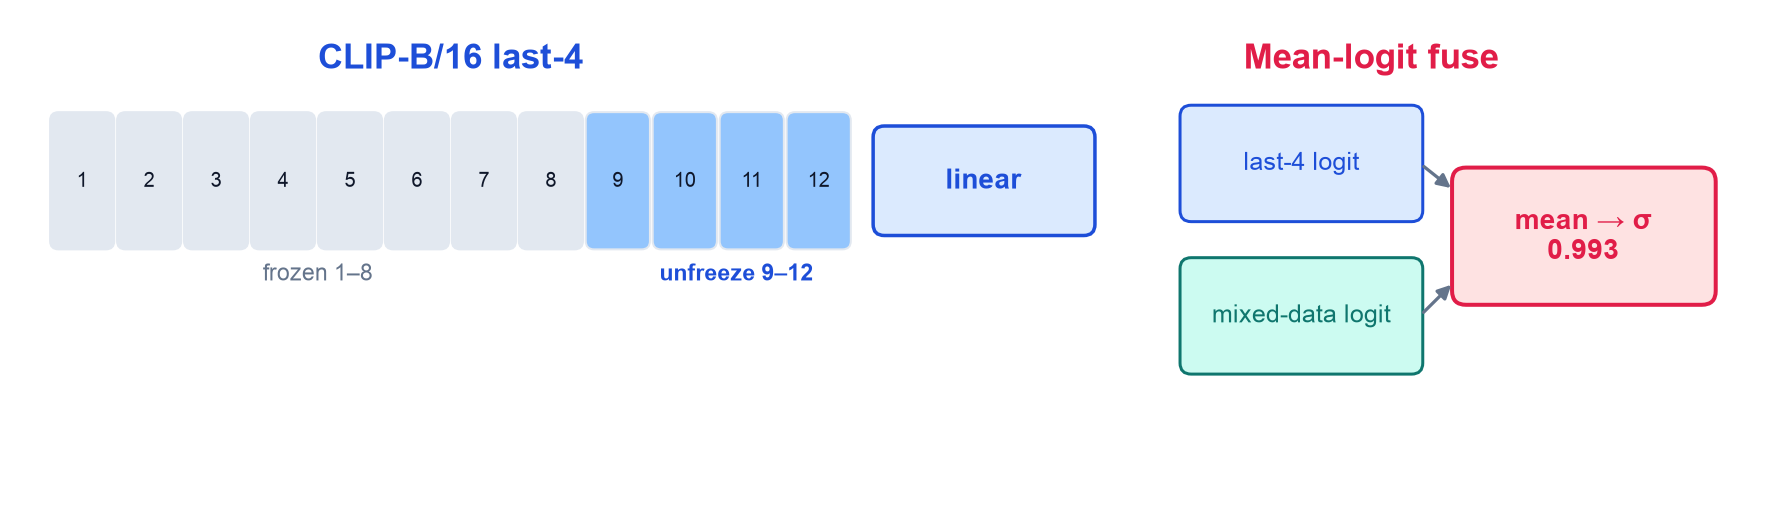 CLIP-B/16 last-4
1 2 3 4 5 6 7 8 9 10 11 12
linear
frozen 1–8
unfreeze 9–12
Mean-logit fuse
last-4 logit
mixed-data logit
mean → σ
0.993